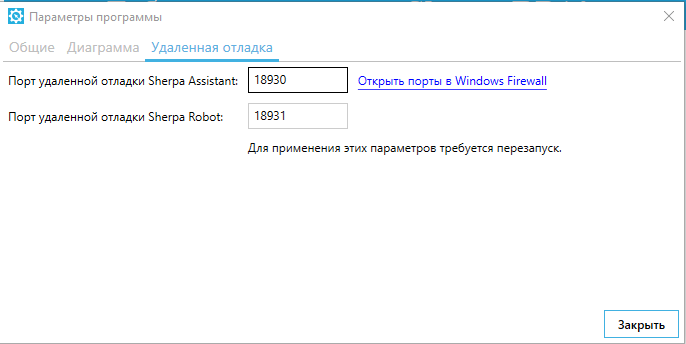 Параметры программы
Общие Диаграмма Удаленная отладка
Порт удаленной отладки Sherpa Assistant: 18930 Открыть порты в Windows Firewall
Порт удаленной отладки Sherpa Robot: 18931
Для применения этих параметров требуется перезапуск.
Закрыть